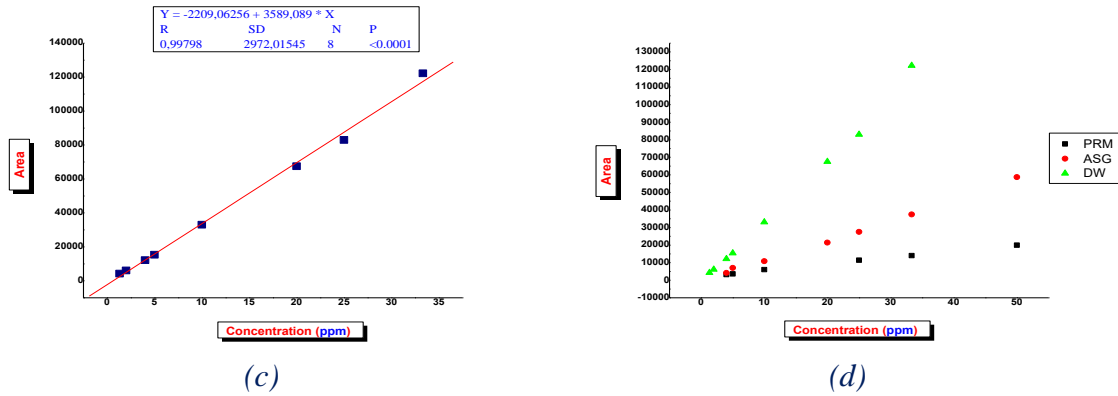 Y = -2209,06256 + 3589,089 * X
R SD N P
0,99798 2972,01545 8 <0.0001
140000
120000
100000
80000
60000
40000
20000
0
Area
0 5 10 15 20 25 30 35
Concentration (ppm)
(c)
130000
120000
110000
100000
90000
80000
70000
60000
50000
40000
30000
20000
10000
0
-10000
Area
0 10 20 30 40 50
Concentration (ppm)
PRM
ASG
DW
(d)